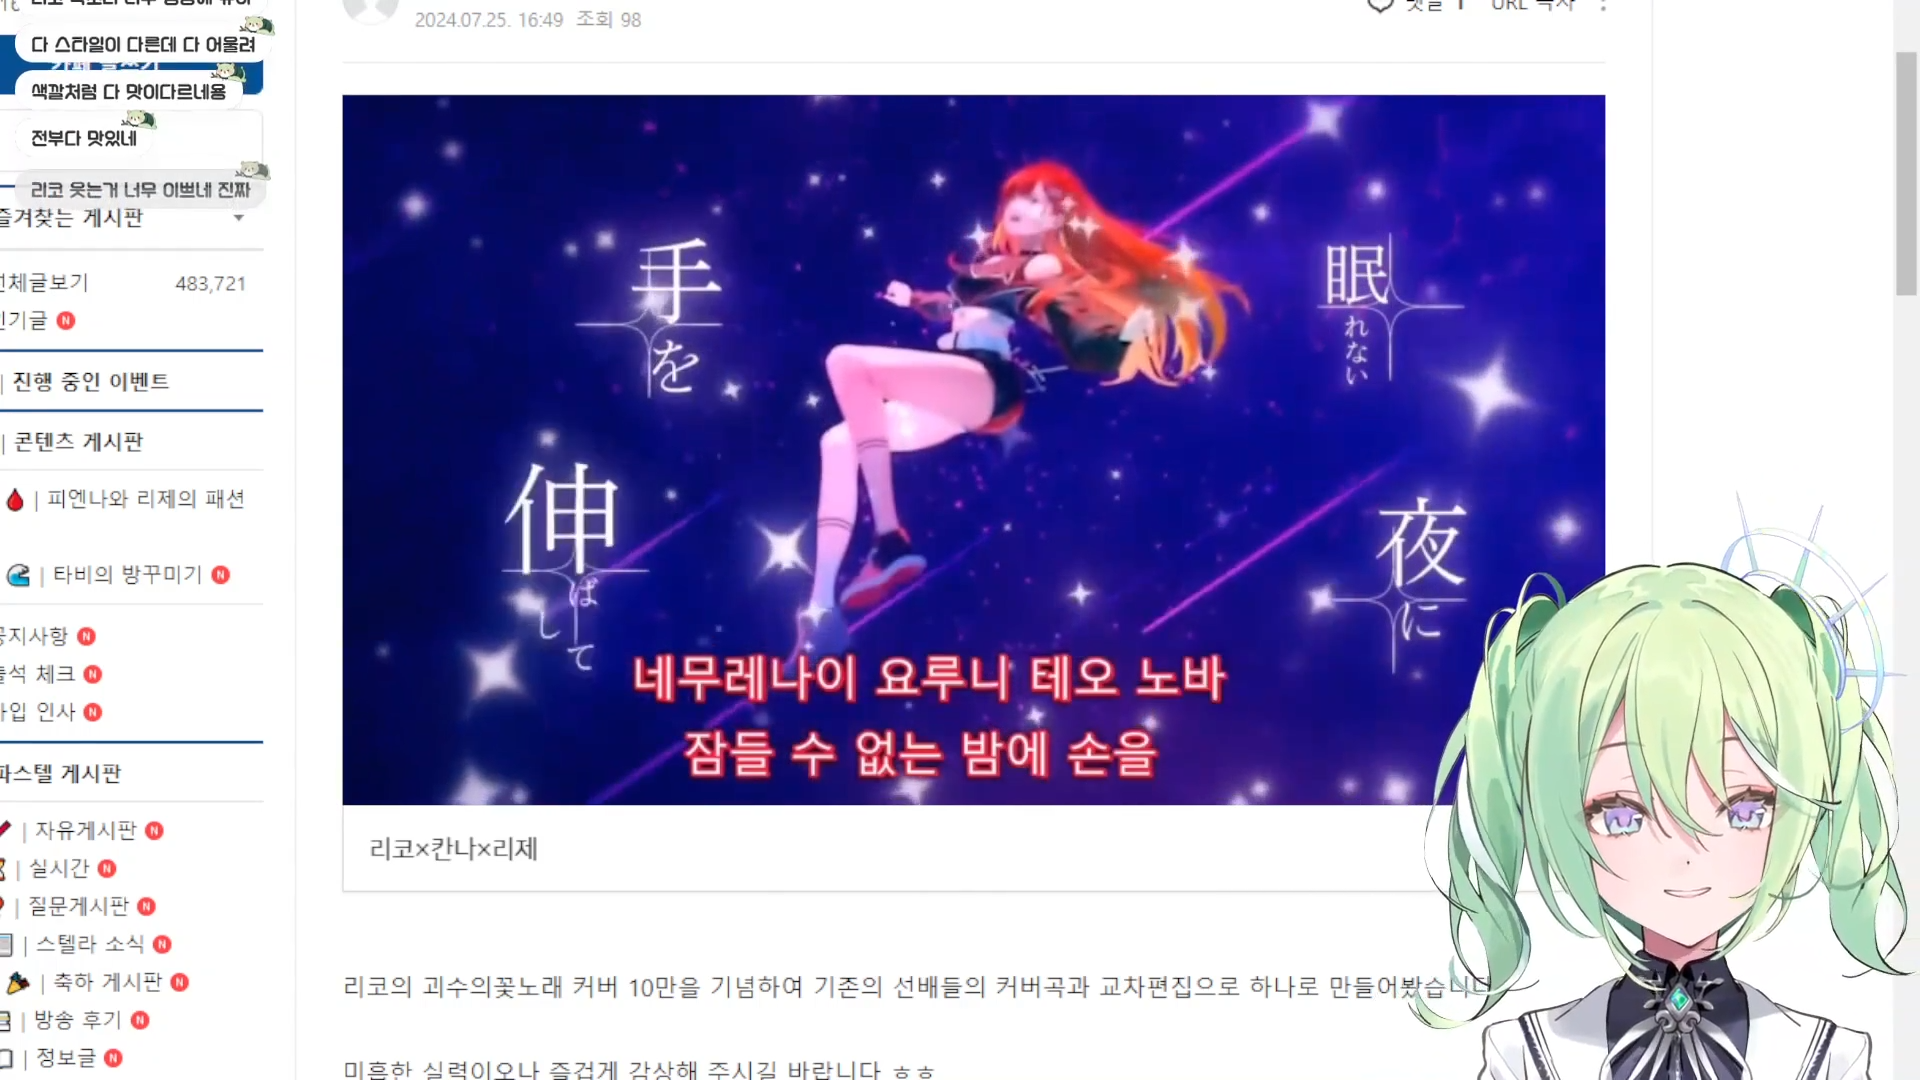 다 스타일이 다른데 다 어울려
색깔처럼 다 맛이다르네용
전부다 맛있네
리코 웃는거 너무 이쁘네 진짜
즐겨찾는 게시판
전체글보기 483,721
인기글 N
| 진행 중인 이벤트
| 콘텐츠 게시판
| 피엔나와 리제의 패션
| 타비의 방꾸미기 N
공지사항 N
출석 체크 N
가입 인사 N
파스텔 게시판
| 자유게시판 N
| 실시간 N
| 질문게시판 N
| 스텔라 소식 N
| 축하 게시판 N
| 방송 후기 N
| 정보글 N
2024.07.25. 16:49 조회 98
댓글 1 URL 복사
眠れない
夜に
手を
伸ばして
네무레나이 요루니 테오 노바
잠들 수 없는 밤에 손을
리코×칸나×리제
리코의 괴수의꽃노래 커버 10만을 기념하여 기존의 선배들의 커버곡과 교차편집으로 하나로 만들어봤습니다
미흡한 실력이오나 즐겁게 감상해 주시길 바랍니다 ㅎㅎ